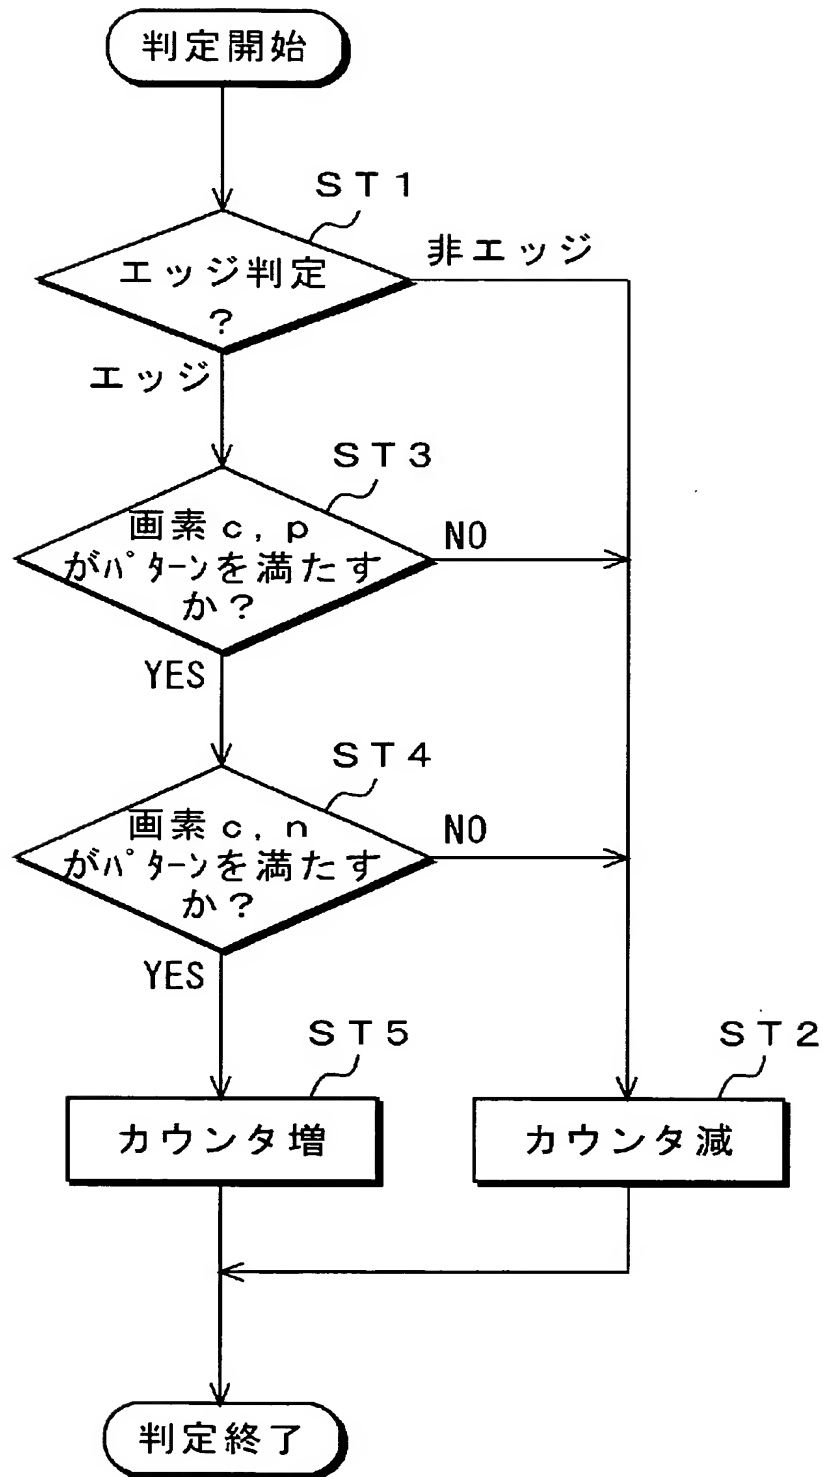 判定開始
ST1
エッジ判定
?
非エッジ
エッジ
ST3
画素c,p
がパターンを満たす
か?
NO
YES
ST4
画素c,n
がパターンを満たす
か?
NO
YES
ST5
カウンタ増
ST2
カウンタ減
判定終了